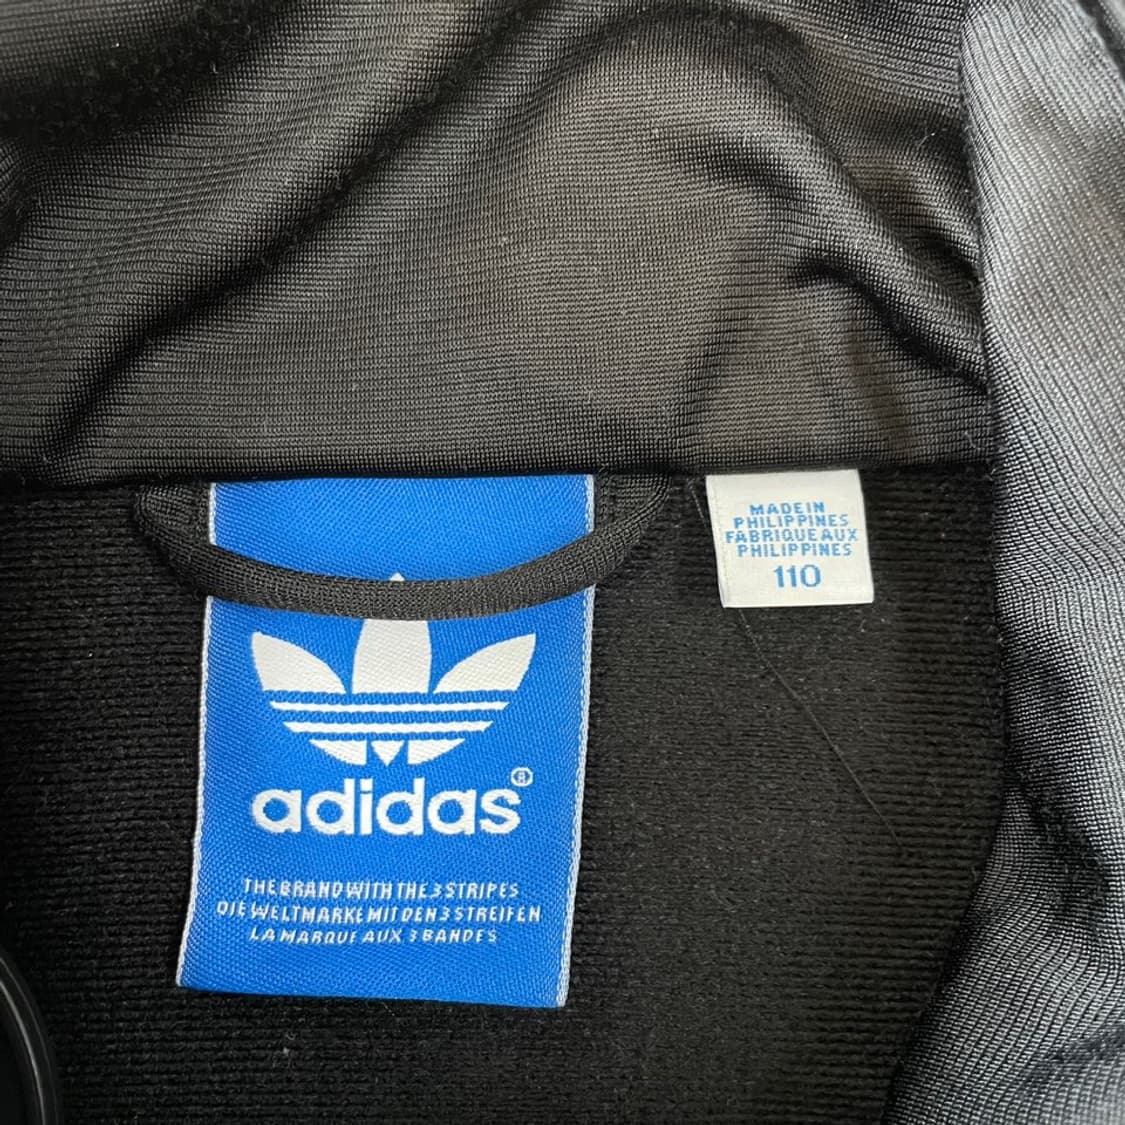 MADE IN
PHILIPPINES
FABRIQUE AUX
PHILIPPINES
110
adidas®
THE BRAND WITH THE 3 STRIPES
DIE WELTMARKE MIT DEN 3 STREIFEN
LA MARQUE AUX 3 BANDES